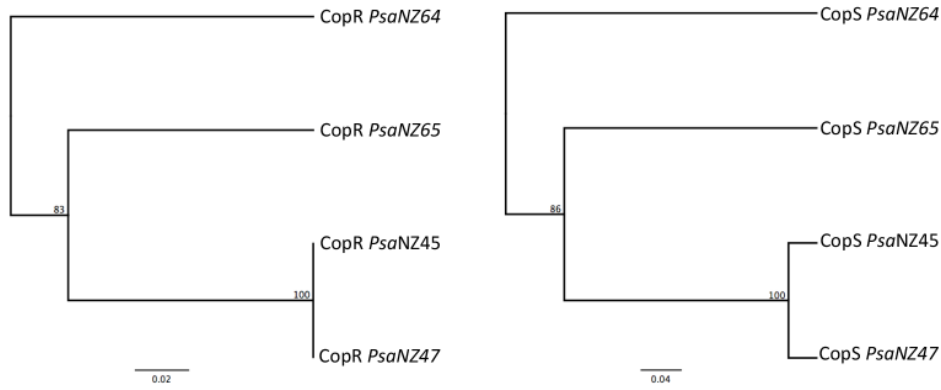 CopR PsaNZ64
CopR PsaNZ65
83
CopR PsaNZ45
100
CopR PsaNZ47
0.02
CopS PsaNZ64
CopS PsaNZ65
86
CopS PsaNZ45
100
CopS PsaNZ47
0.04